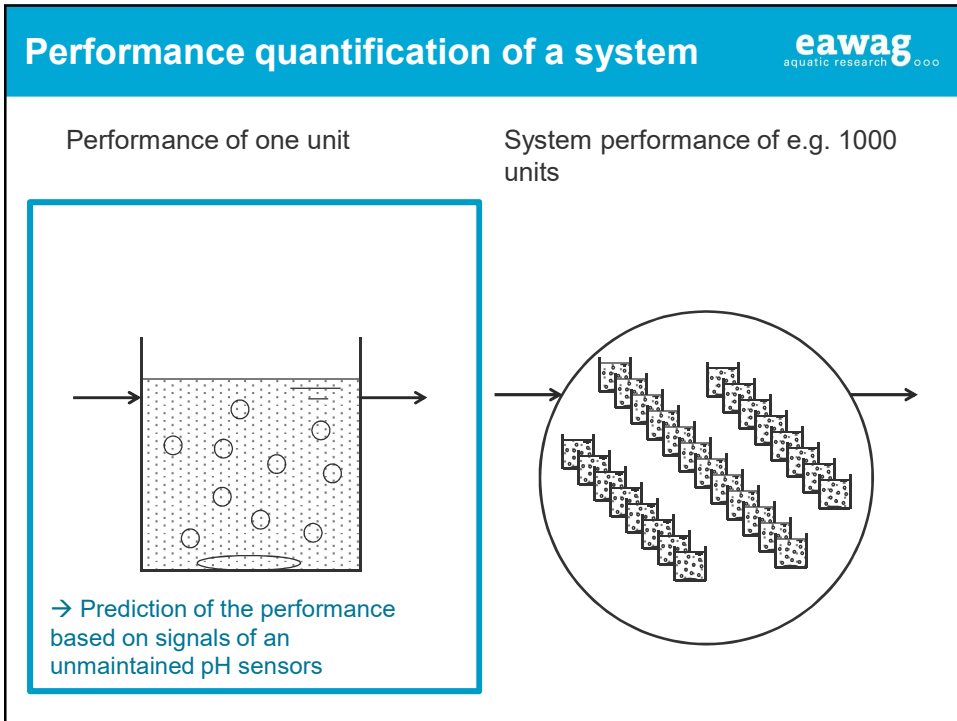 Performance quantification of a system
eawag
aquatic research
Performance of one unit
System performance of e.g. 1000
units
→ Prediction of the performance
based on signals of an
unmaintained pH sensors